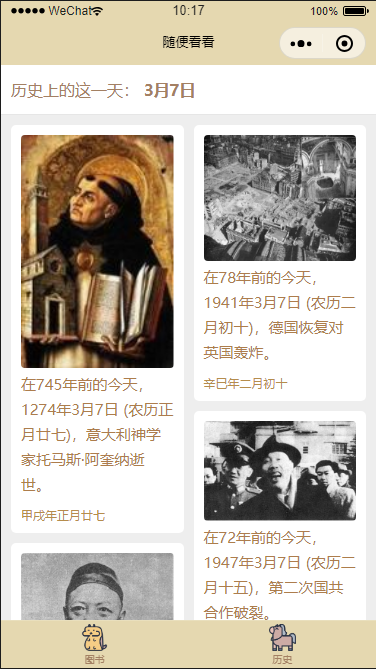 WeChat
10:17
100%
随便看看
历史上的这一天： 3月7日
在745年前的今天，
1274年3月7日 (农历正
月廿七)，意大利神学
家托马斯·阿奎纳逝
世。
甲戌年正月廿七
在78年前的今天，
1941年3月7日 (农历二
月初十)，德国恢复对
英国轰炸。
辛巳年二月初十
在72年前的今天，
1947年3月7日 (农历二
月十五)，第二次国共
合作破裂。
图书
历史